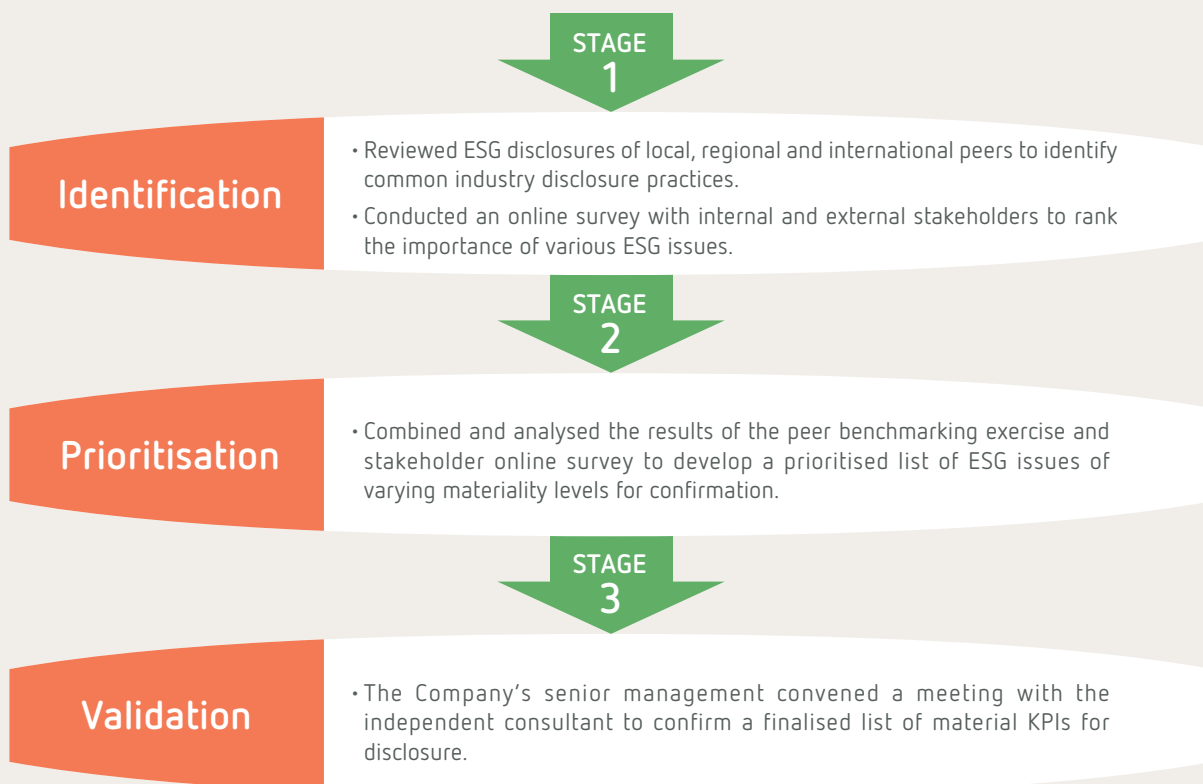 STAGE
1
Identification
• Reviewed ESG disclosures of local, regional and international peers to identify
common industry disclosure practices.
• Conducted an online survey with internal and external stakeholders to rank
the importance of various ESG issues.
STAGE
2
Prioritisation
• Combined and analysed the results of the peer benchmarking exercise and
stakeholder online survey to develop a prioritised list of ESG issues of
varying materiality levels for confirmation.
STAGE
3
Validation
• The Company’s senior management convened a meeting with the
independent consultant to confirm a finalised list of material KPIs for
disclosure.